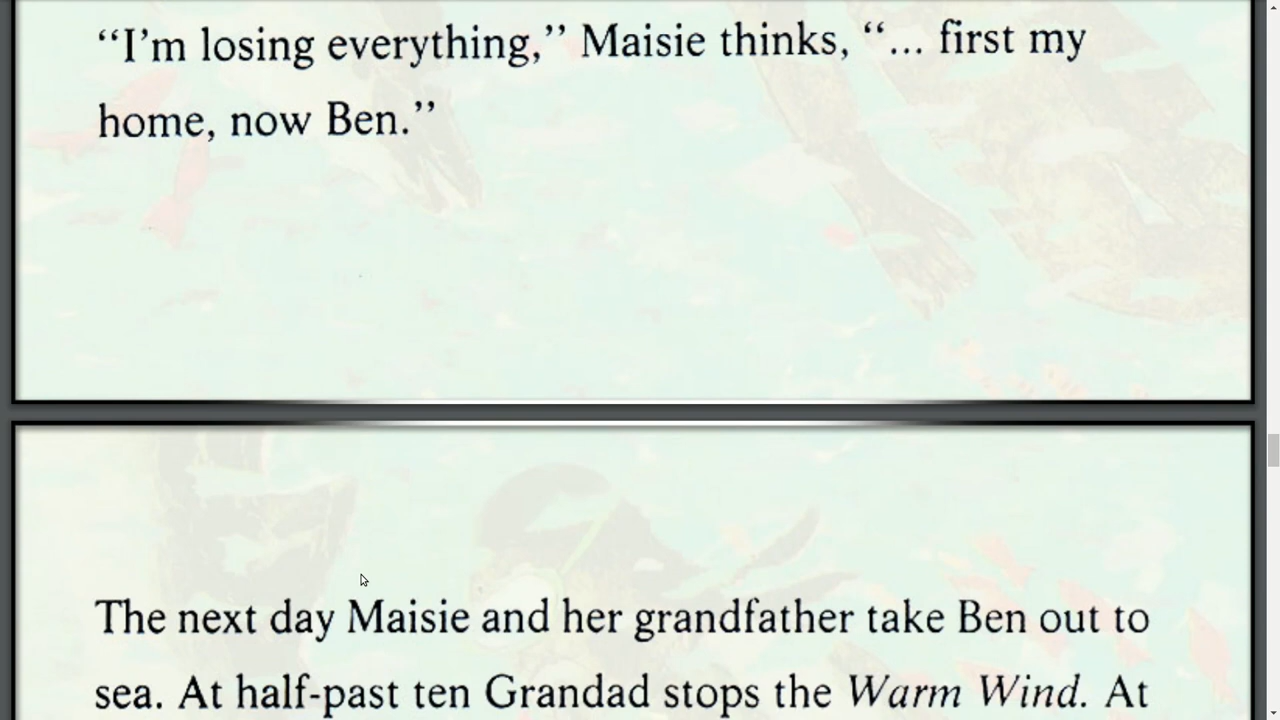 “I’m losing everything,” Maisie thinks, “... first my
home, now Ben.”
The next day Maisie and her grandfather take Ben out to
sea. At half-past ten Grandad stops the Warm Wind. At